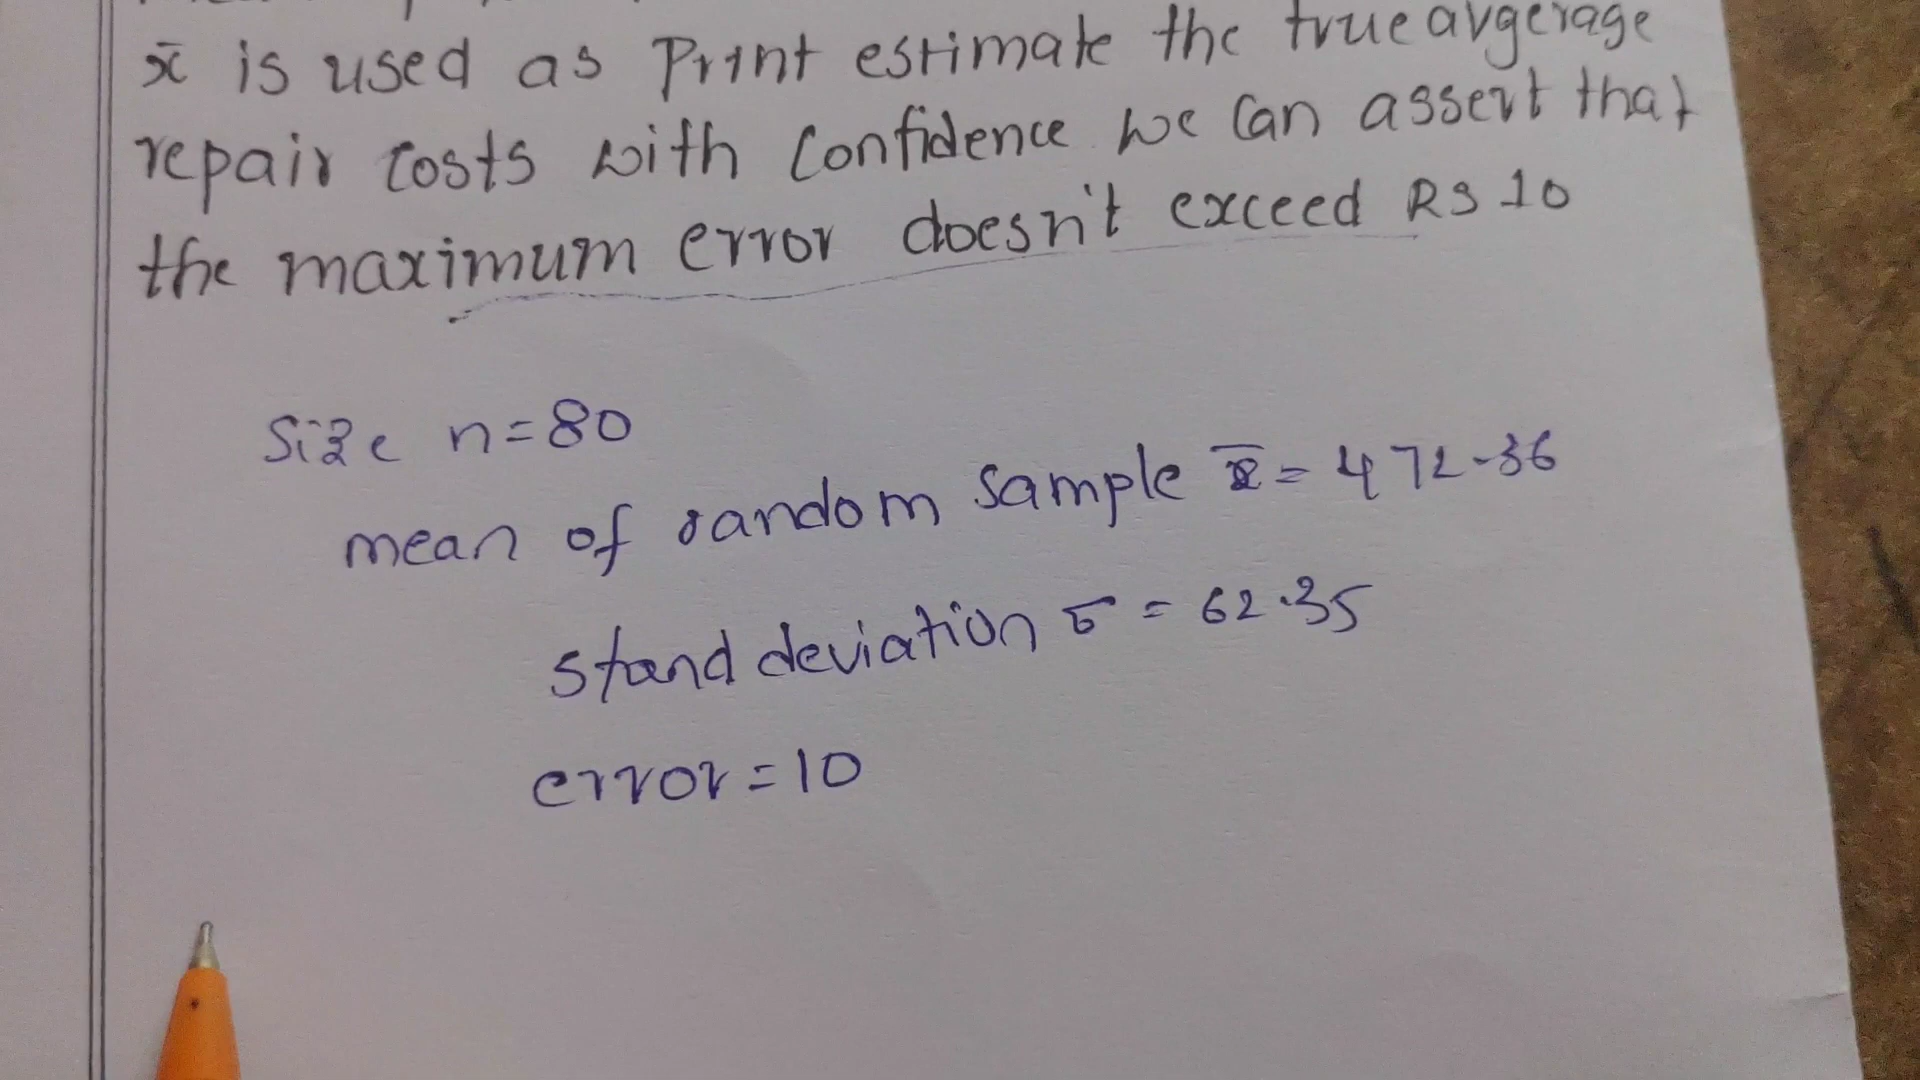 x̄ is used as Print estimate the true avgerage
repair costs with Confidence we can assert that
the maximum error doesn't exceed RS 10
Size n=80
mean of random sample x̄ = 472.36
stand deviation σ = 62.35
error = 10